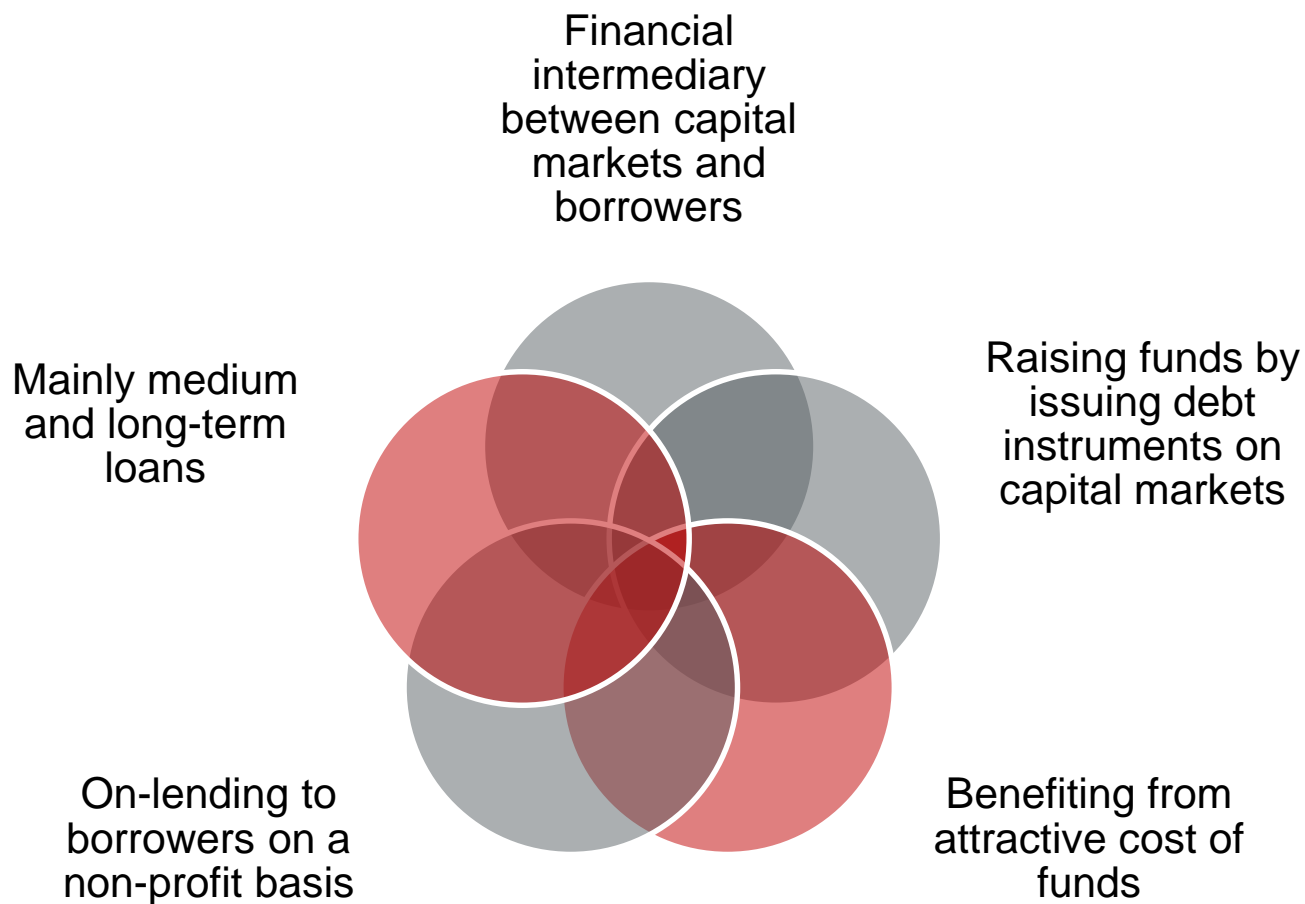 Financial
intermediary
between capital
markets and
borrowers
Raising funds by
issuing debt
instruments on
capital markets
Benefiting from
attractive cost of
funds
On-lending to
borrowers on a
non-profit basis
Mainly medium
and long-term
loans